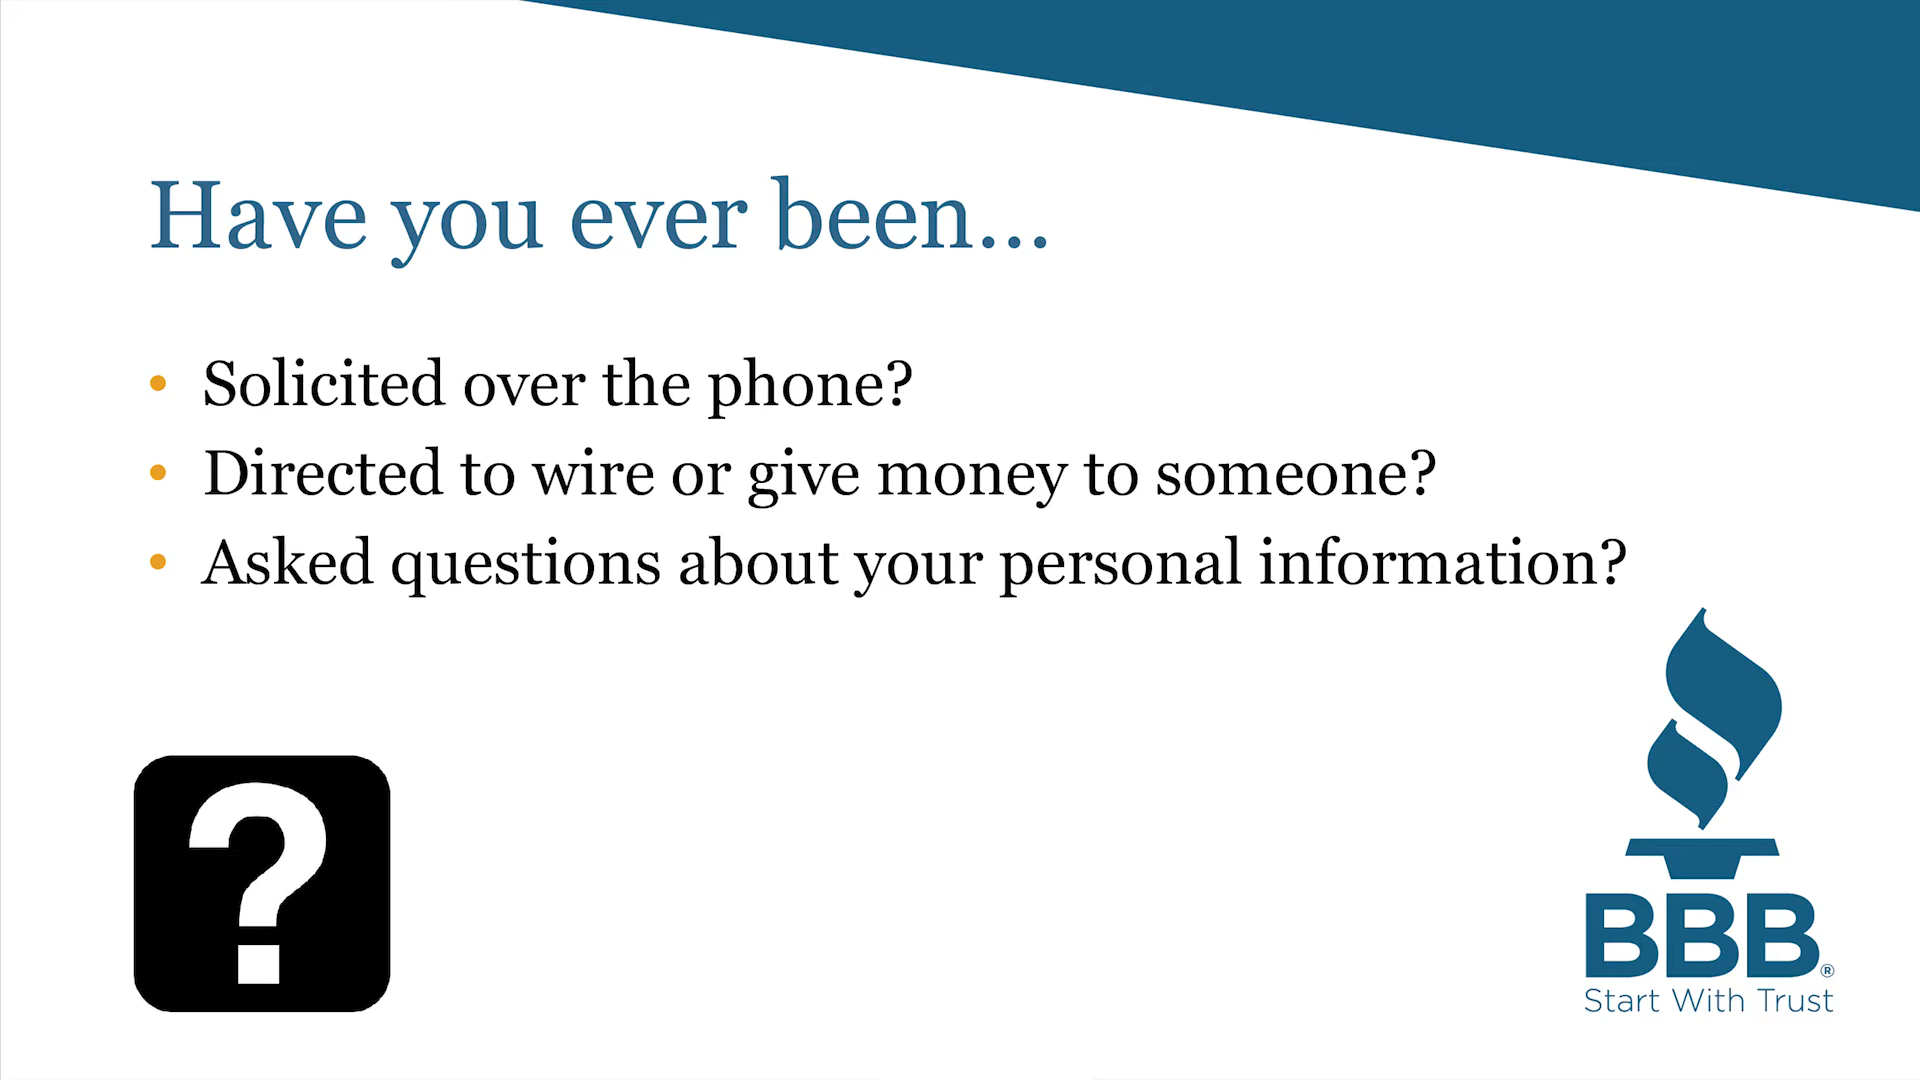 Have you ever been...
• Solicited over the phone?
• Directed to wire or give money to someone?
• Asked questions about your personal information?
?
BBB®
Start With Trust